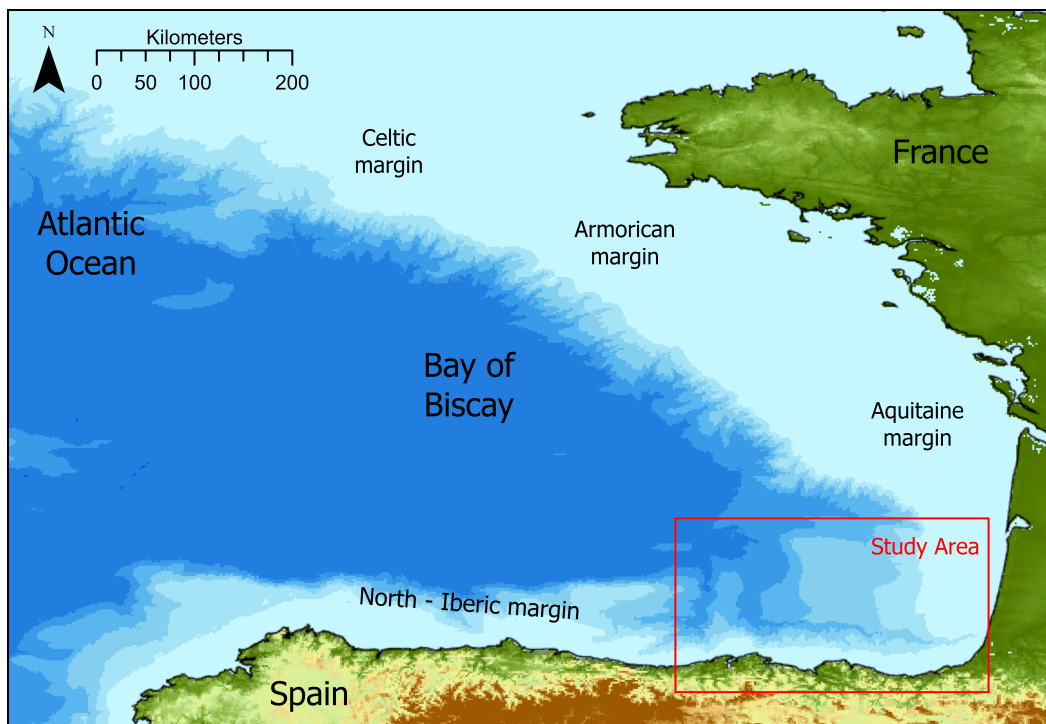 N
Kilometers
0 50 100 200
Celtic
margin
France
Atlantic
Ocean
Armorican
margin
Bay of
Biscay
Aquitaine
margin
Study Area
North - Iberic margin
Spain